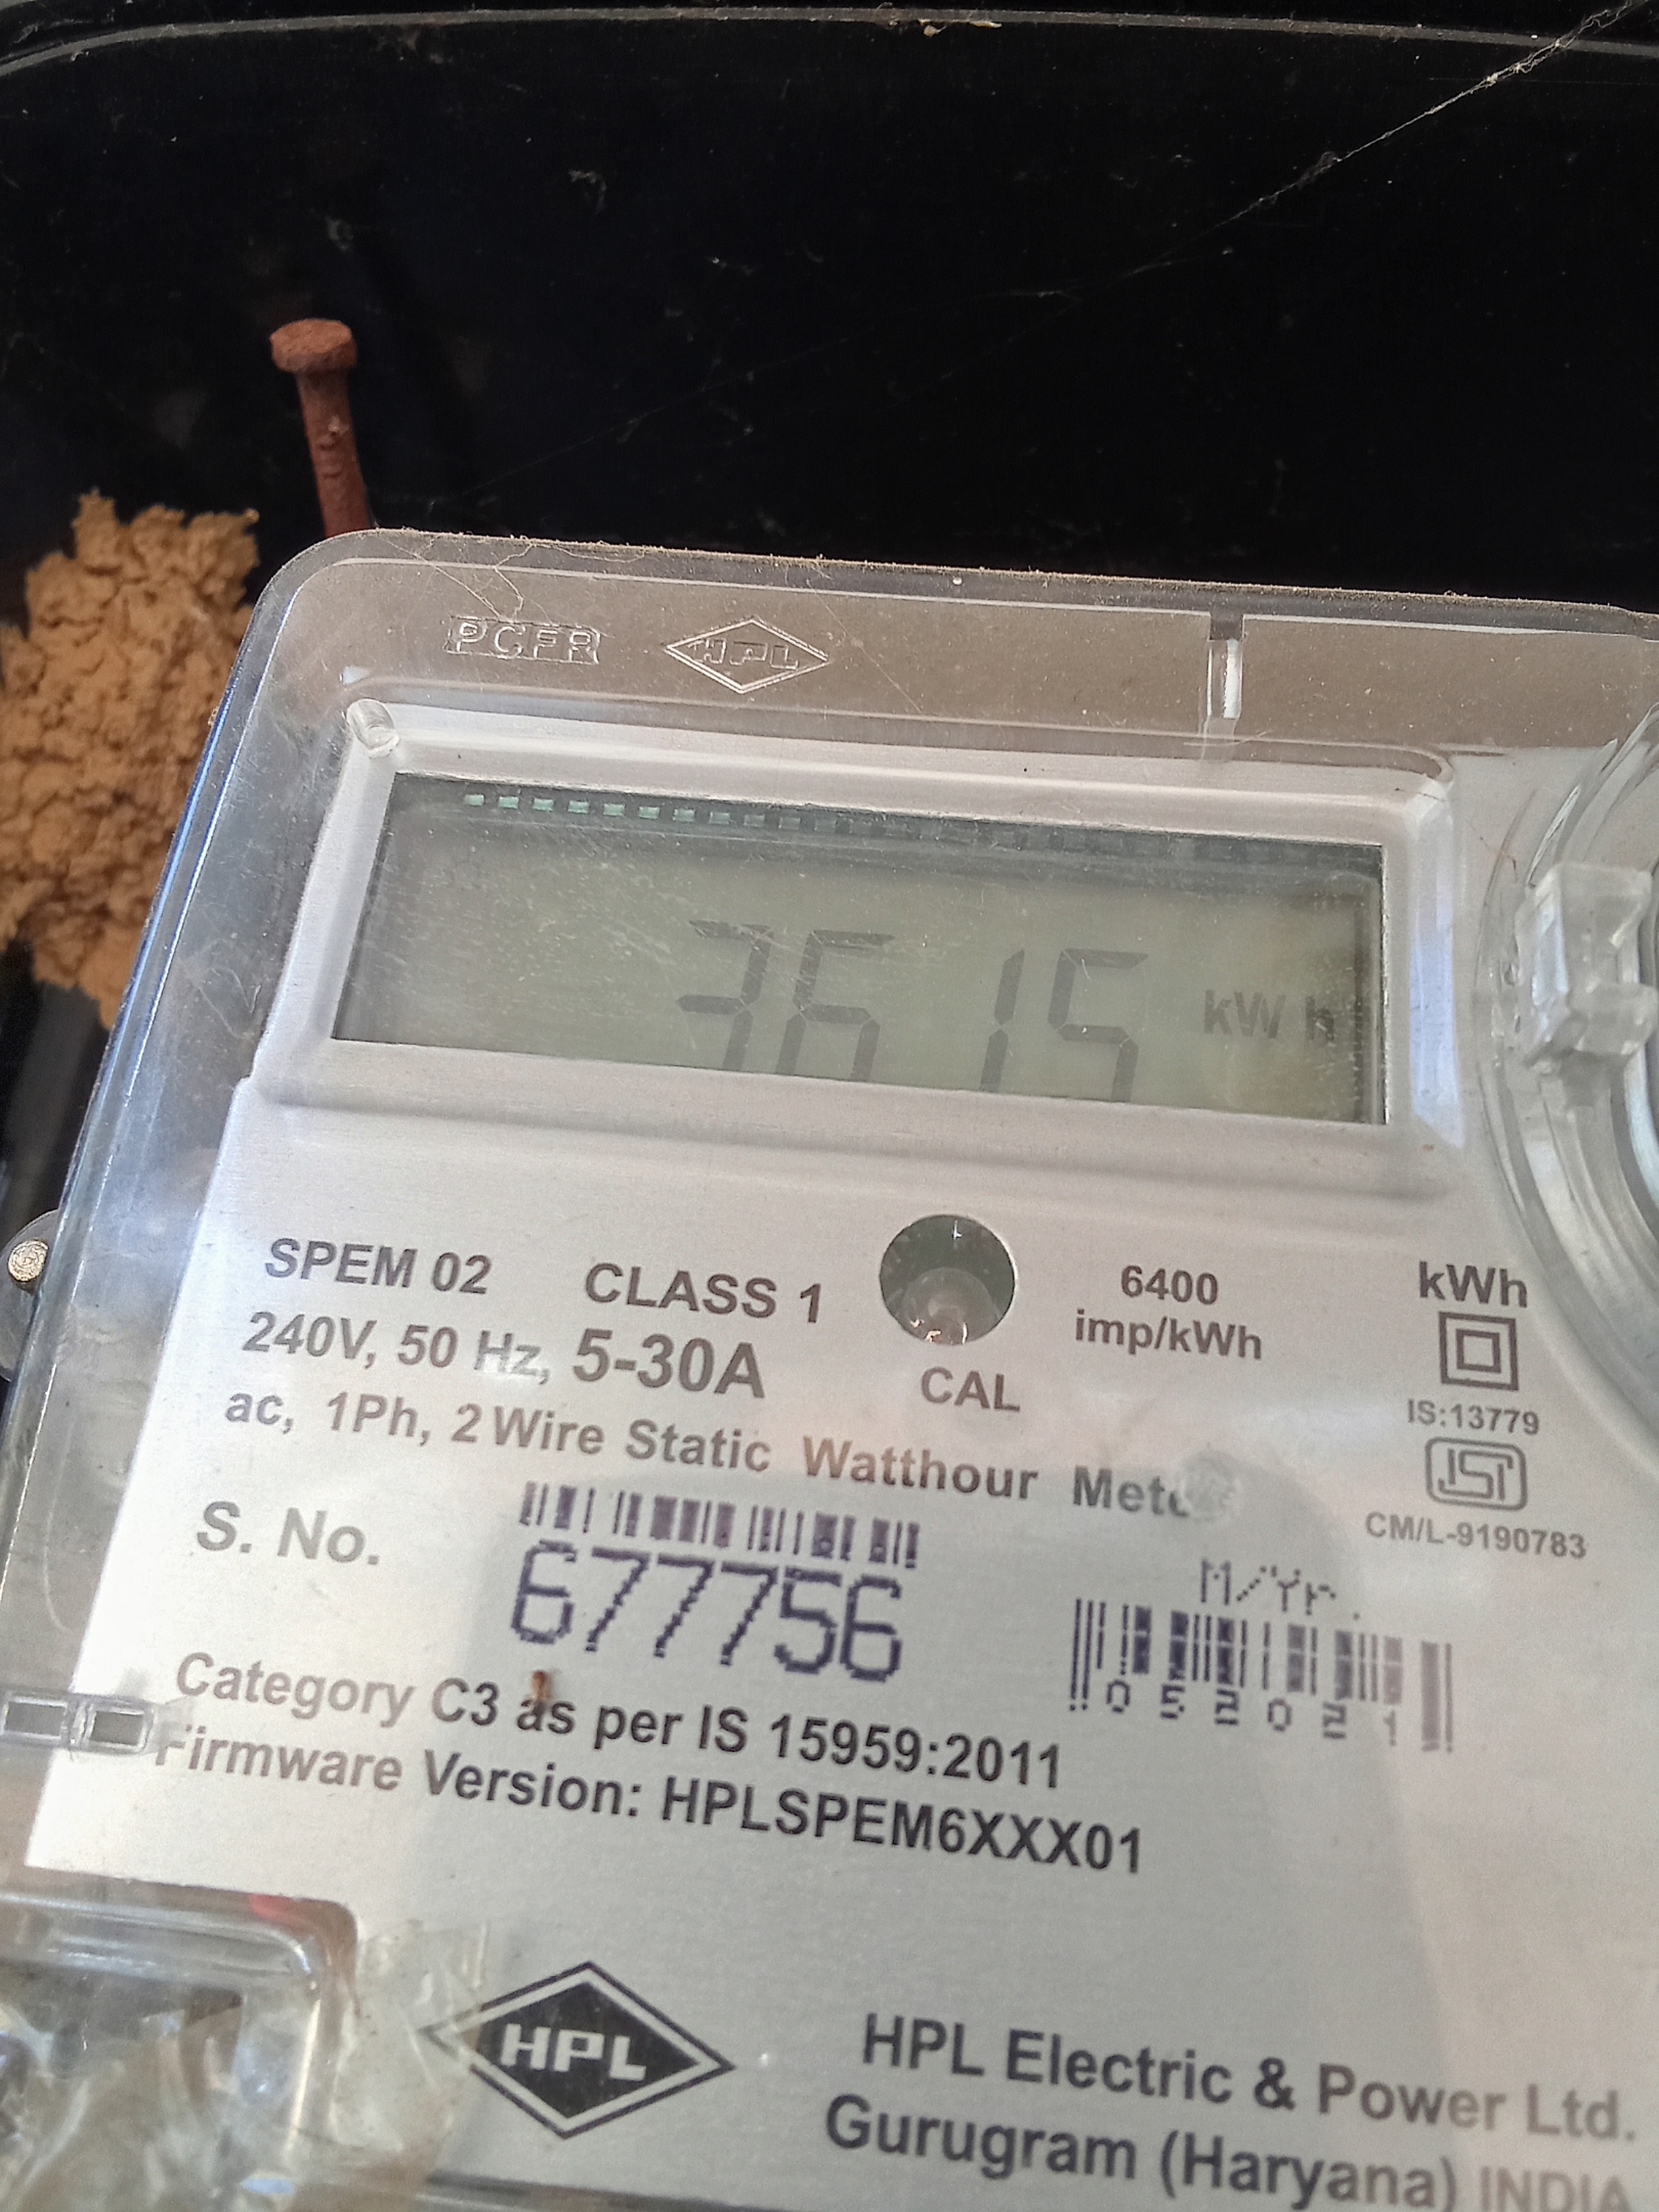 PCFR HPL
3615 kWh
SPEM 02 CLASS 1
240V, 50 Hz, 5-30A
ac, 1Ph, 2 Wire Static Watthour
CAL
6400
imp/kWh
kWh
IS:13779
ISI
CM/L-9190783
S. No.
677756
M/Yr.
052021
Category C3 as per IS 15959:2011
Firmware Version: HPLSPEM6XXX01
HPL
HPL Electric & Power Ltd.
Gurugram (Haryana) INDIA